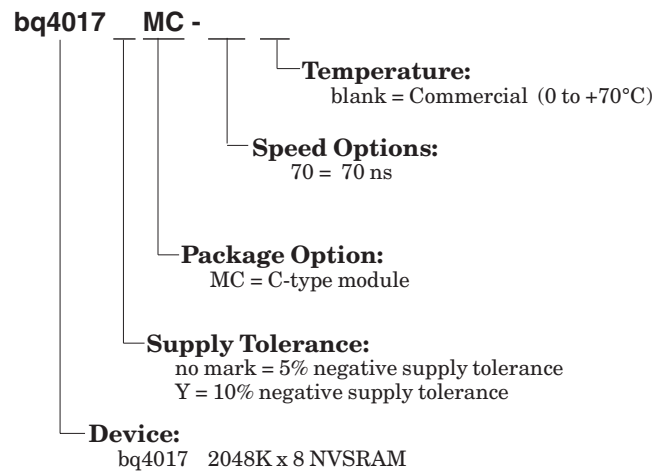 bq4017 MC -
Temperature:
blank = Commercial (0 to +70°C)
Speed Options:
70 = 70 ns
Package Option:
MC = C-type module
Supply Tolerance:
no mark = 5% negative supply tolerance
Y = 10% negative supply tolerance
Device:
bq4017 2048K x 8 NVSRAM